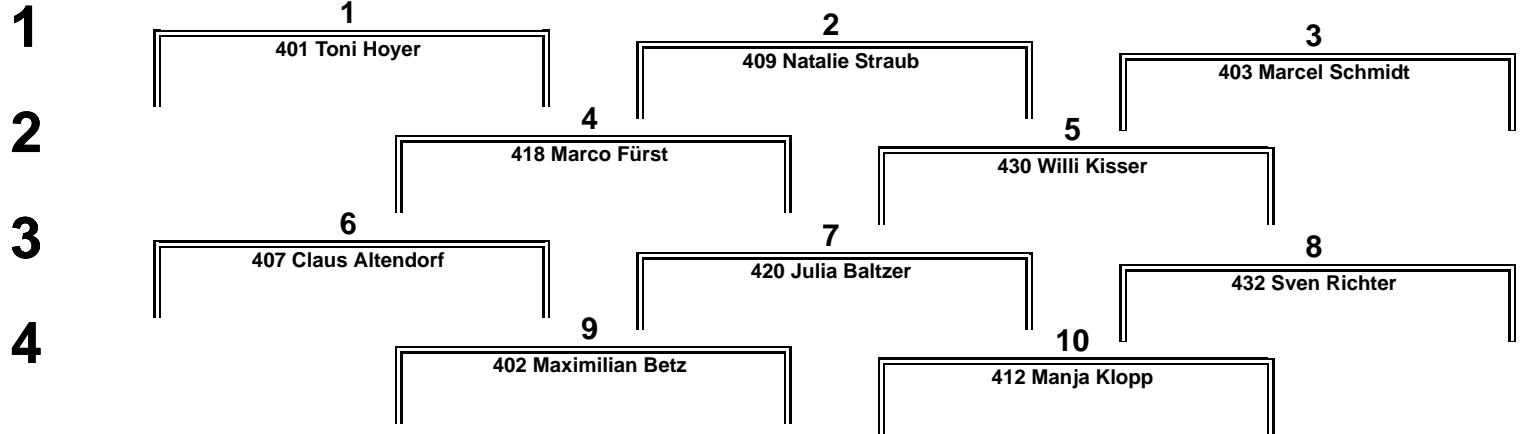 1
1
401 Toni Hoyer
2
409 Natalie Straub
3
403 Marcel Schmidt
2
4
418 Marco Fürst
5
430 Willi Kisser
3
6
407 Claus Altendorf
7
420 Julia Baltzer
8
432 Sven Richter
4
9
402 Maximilian Betz
10
412 Manja Klopp